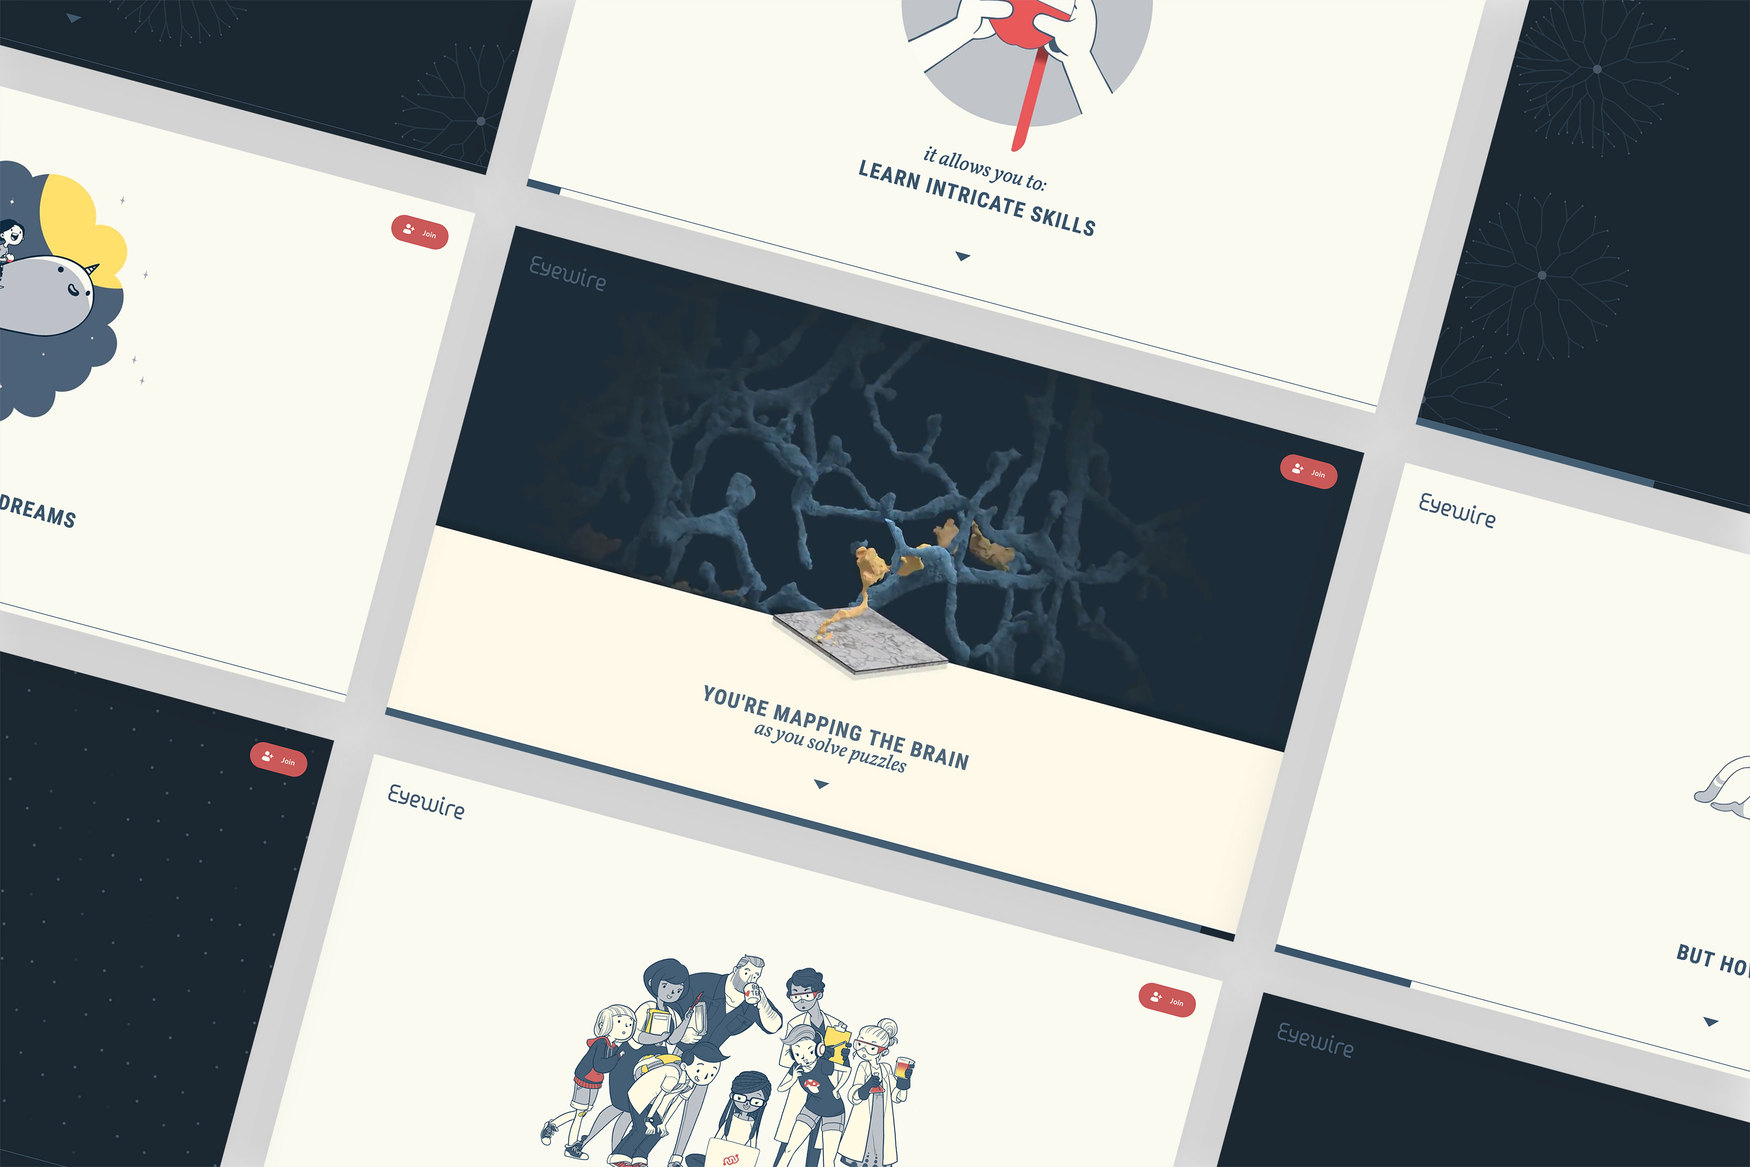 it allows you to:
LEARN INTRICATE SKILLS
Join
DREAMS
Eyewire
Join
YOU'RE MAPPING THE BRAIN
as you solve puzzles
Eyewire
BUT HO
Join
Eyewire
Join
Eyewire